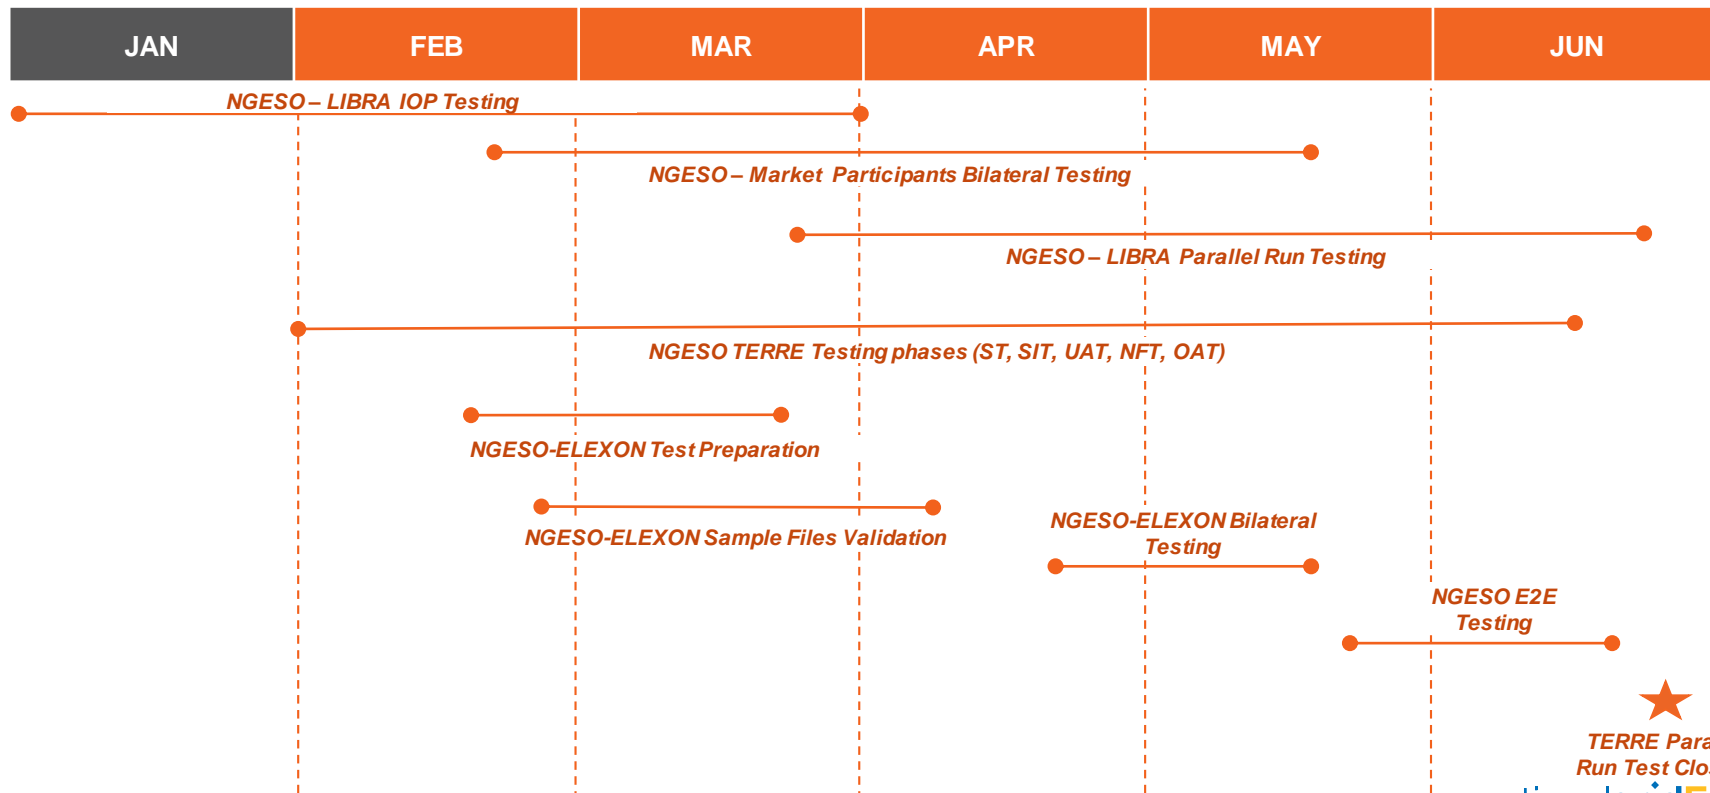 JAN FEB MAR APR MAY JUN
NGESO – LIBRA IOP Testing
NGESO – Market Participants Bilateral Testing
NGESO – LIBRA Parallel Run Testing
NGESO TERRE Testing phases (ST, SIT, UAT, NFT, OAT)
NGESO-ELEXON Test Preparation
NGESO-ELEXON Sample Files Validation
NGESO-ELEXON Bilateral
Testing
NGESO E2E
Testing
TERRE Para
Run Test Clos